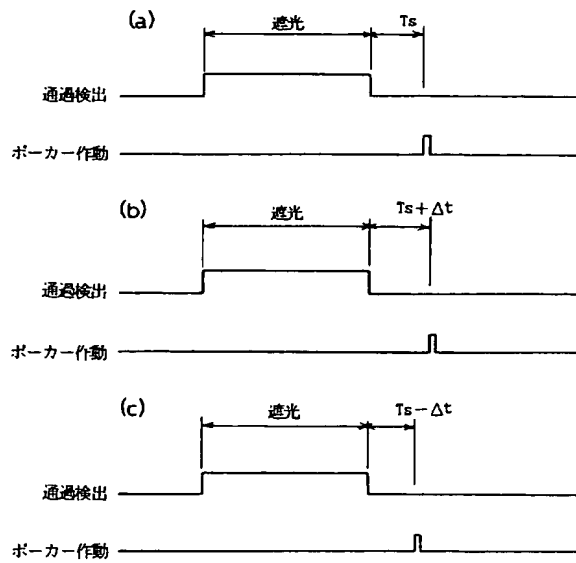 (a)
遮光
Ts
通過検出
ポーカー作動
(b)
遮光
Ts+Δt
通過検出
ポーカー作動
(c)
遮光
Ts−Δt
通過検出
ポーカー作動